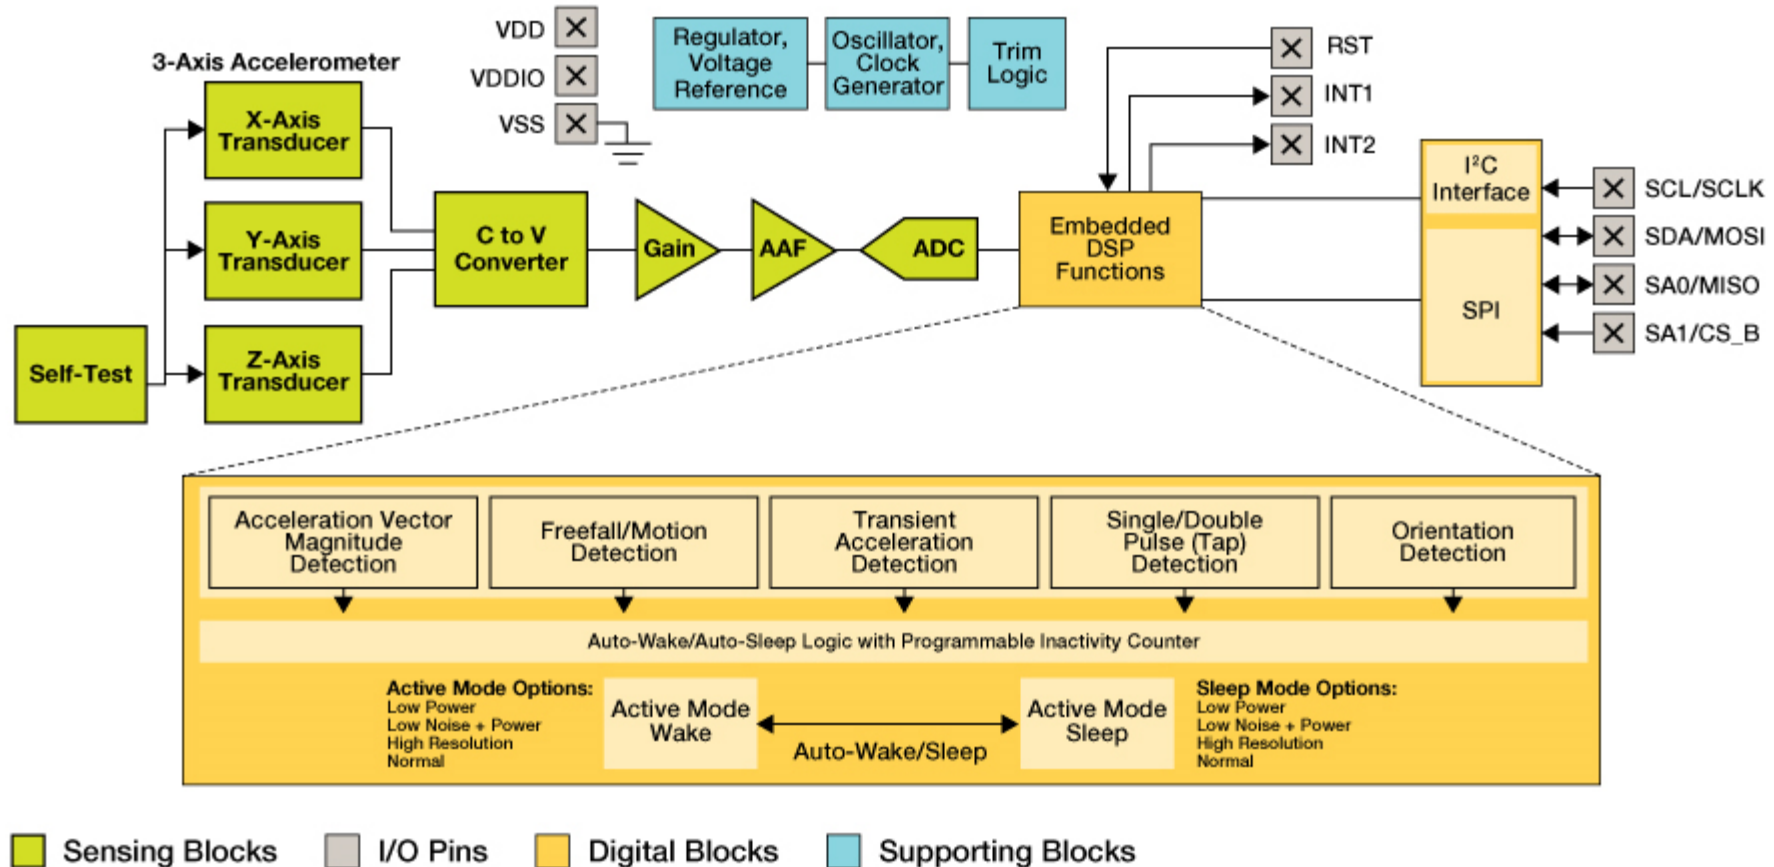 3-Axis Accelerometer
X-Axis
Transducer
Y-Axis
Transducer
Z-Axis
Transducer
Self-Test
VDD
VDDIO
VSS
C to V
Converter
Gain
AAF
ADC
Regulator,
Voltage
Reference
Oscillator,
Clock
Generator
Trim
Logic
RST
INT1
INT2
Embedded
DSP
Functions
I²C
Interface
SPI
SCL/SCLK
SDA/MOSI
SA0/MISO
SA1/CS_B
Acceleration Vector
Magnitude
Detection
Freefall/Motion
Detection
Transient
Acceleration
Detection
Single/Double
Pulse (Tap)
Detection
Orientation
Detection
Auto-Wake/Auto-Sleep Logic with Programmable Inactivity Counter
Active Mode Options:
Low Power
Low Noise + Power
High Resolution
Normal
Active Mode
Wake
Auto-Wake/Sleep
Active Mode
Sleep
Sleep Mode Options:
Low Power
Low Noise + Power
High Resolution
Normal
Sensing Blocks
I/O Pins
Digital Blocks
Supporting Blocks